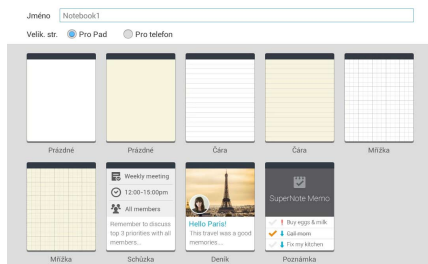 Jméno Notebook1
Velik. str. Pro Pad Pro telefon
Prázdné Prázdné Čára Čára Mřížka
Weekly meeting
12:00-15:00pm
All members
Remember to discuss
top 3 priorities with all
members...
Hello Paris!
This travel was a good
memories....
SuperNote Memo
Buy eggs & milk
Call mom
Fix my kitchen
Mřížka Schůzka Deník Poznámka